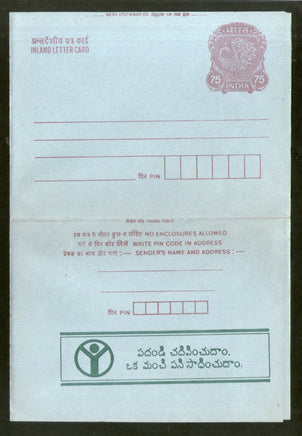 अन्तर्देशीय पत्र कार्ड
INLAND LETTER CARD
भारत
75 75
INDIA
पिन PIN
इस पत्र के भीतर कुछ न रखिये NO ENCLOSURES ALLOWED
पते में पिन कोड लिखें WRITE PIN CODE IN ADDRESS
प्रेषक का नाम और पता :— SENDER'S NAME AND ADDRESS :—
पिन PIN
పదండి చదివించుదాం,
ఒక మంచి పని సాధించుదాం.